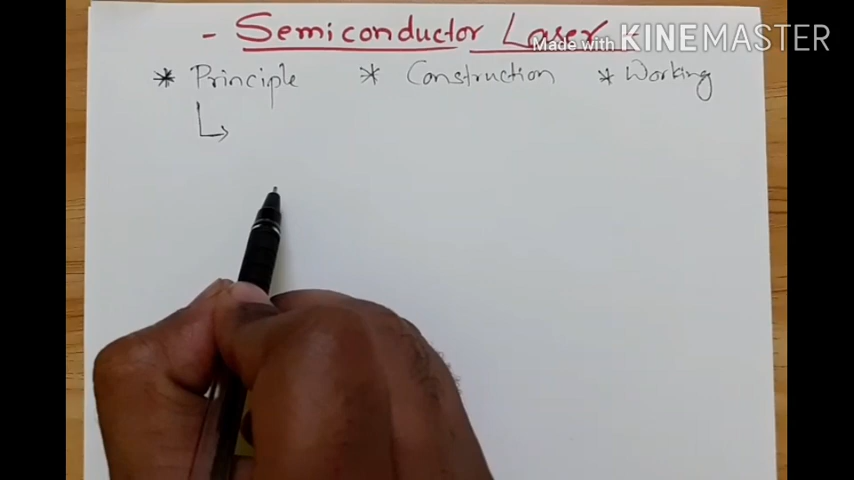 - Semiconductor Laser -
Made with KINEMASTER
* Principle * Construction * Working